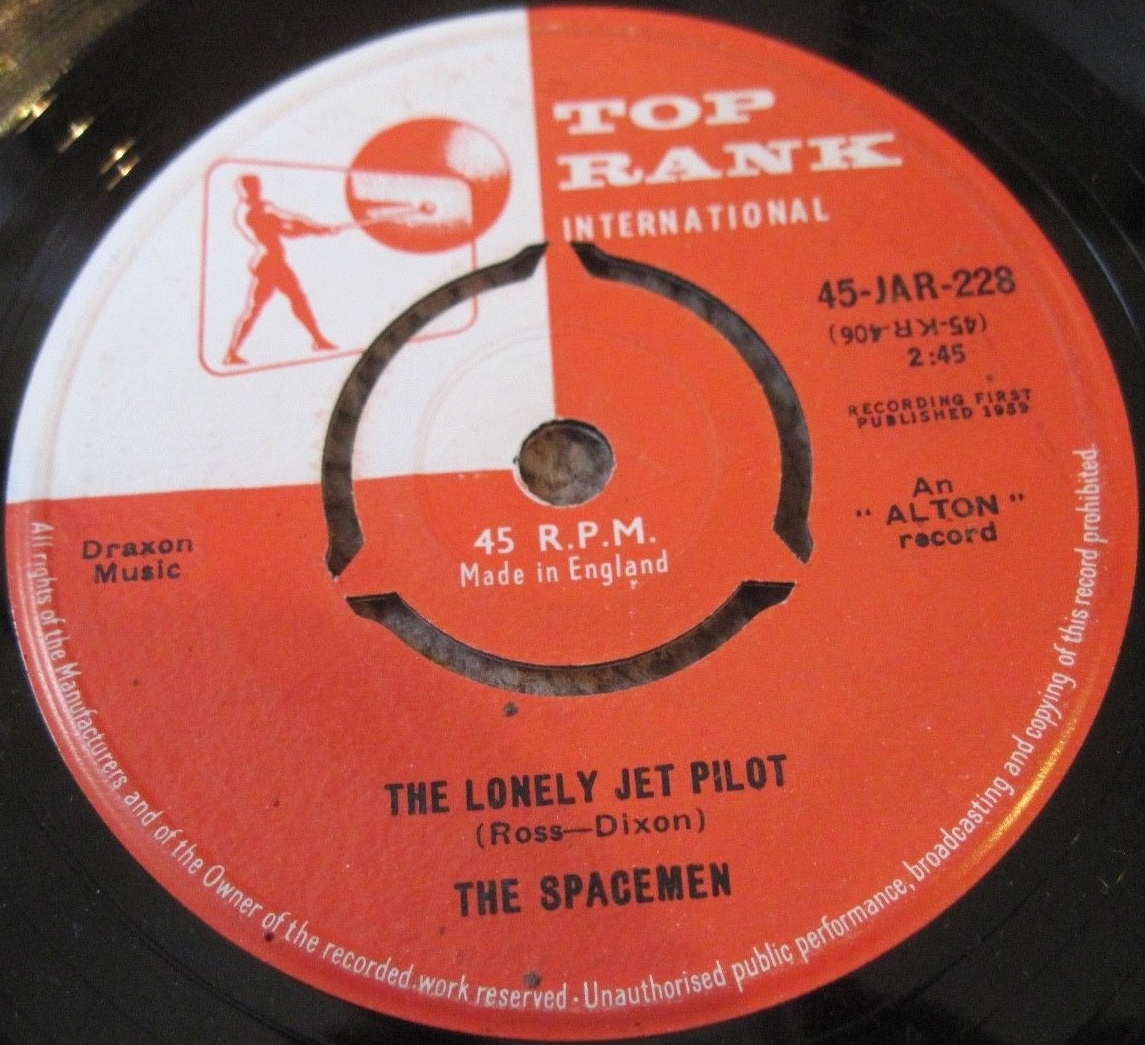 TOP
RANK
INTERNATIONAL
45-JAR-228
(45-KR-406)
2:45
RECORDING FIRST
PUBLISHED 1959
An
" ALTON "
record
Draxon
Music
45 R.P.M.
Made in England
THE LONELY JET PILOT
(Ross—Dixon)
THE SPACEMEN
All rights of the Manufacturers and of the Owner of the recorded work reserved - Unauthorised public performance, broadcasting and copying of this record prohibited.